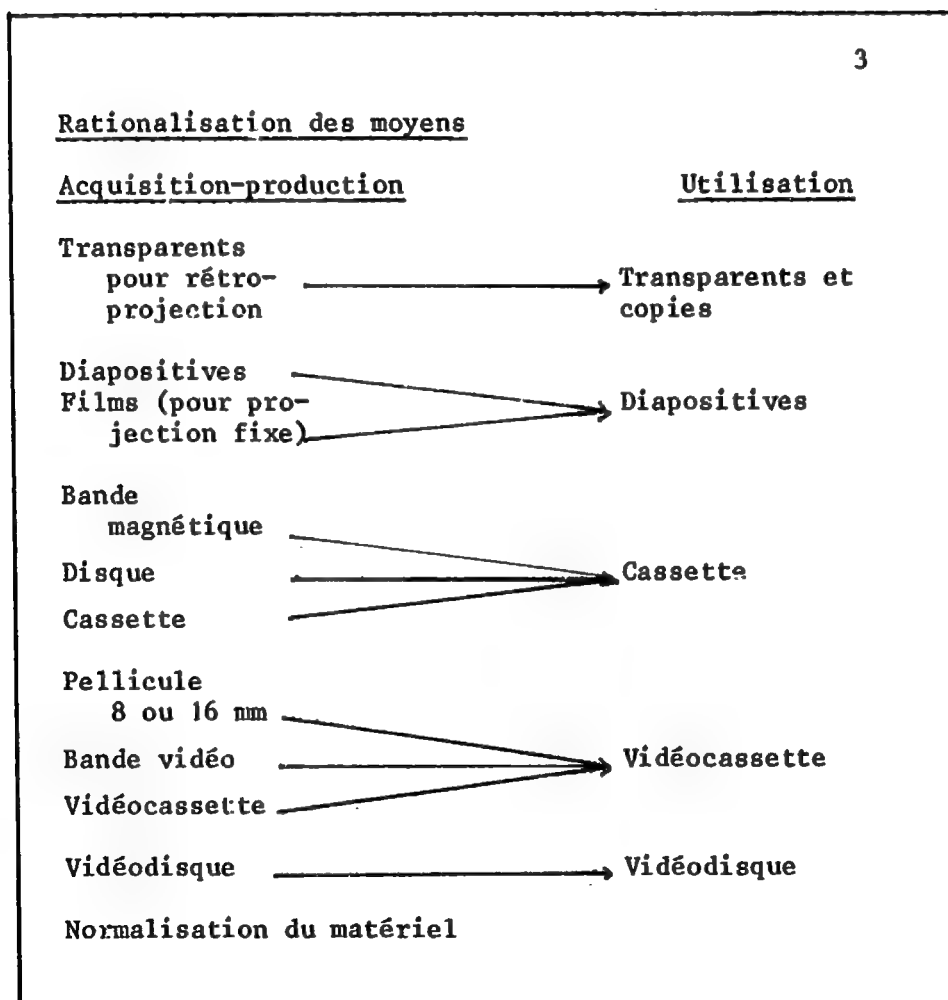 3
Rationalisation des moyens
Acquisition-production Utilisation
Transparents
pour rétro-
projection
Transparents et
copies
Diapositives
Films (pour pro-
jection fixe)
Diapositives
Bande
magnétique
Disque
Cassette
Cassette
Pellicule
8 ou 16 mm
Bande vidéo
Vidéocassette
Vidéocassette
Vidéodisque Vidéodisque
Normalisation du matériel